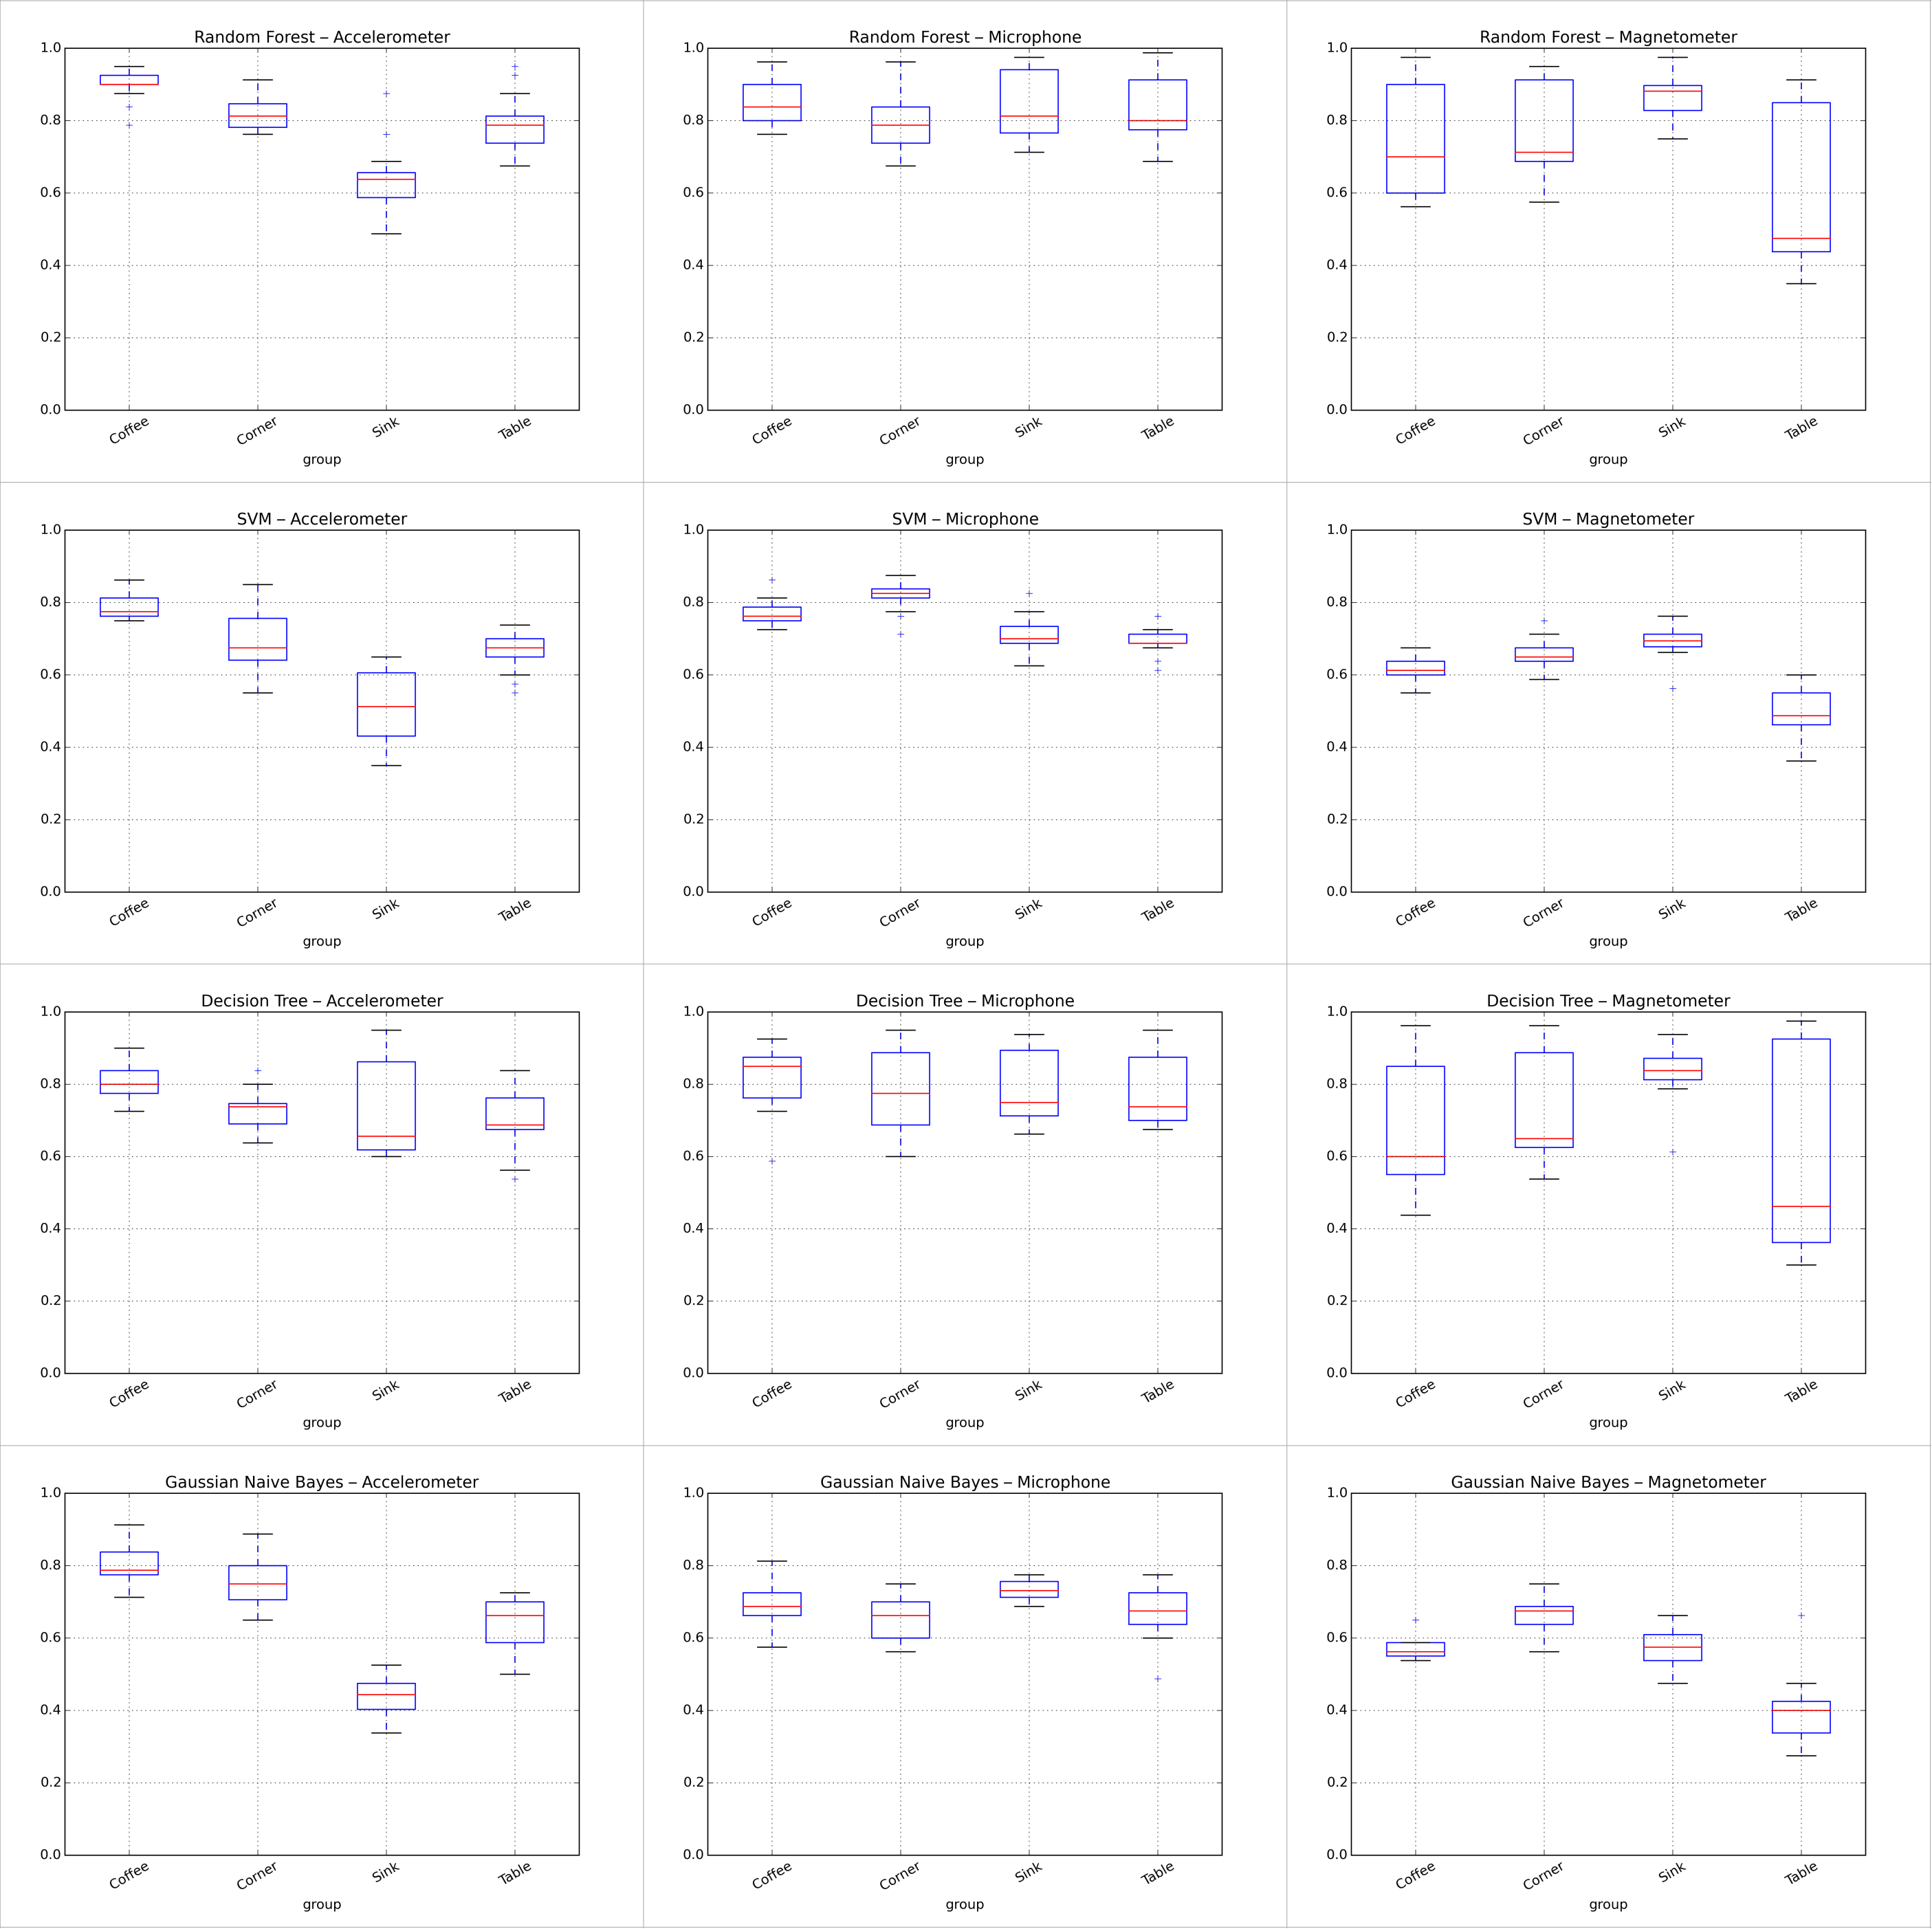 Random Forest – Accelerometer
1.0
0.8
0.6
0.4
0.2
0.0
Coffee Corner Sink Table
group
Random Forest – Microphone
1.0
0.8
0.6
0.4
0.2
0.0
Coffee Corner Sink Table
group
Random Forest – Magnetometer
1.0
0.8
0.6
0.4
0.2
0.0
Coffee Corner Sink Table
group
SVM – Accelerometer
1.0
0.8
0.6
0.4
0.2
0.0
Coffee Corner Sink Table
group
SVM – Microphone
1.0
0.8
0.6
0.4
0.2
0.0
Coffee Corner Sink Table
group
SVM – Magnetometer
1.0
0.8
0.6
0.4
0.2
0.0
Coffee Corner Sink Table
group
Decision Tree – Accelerometer
1.0
0.8
0.6
0.4
0.2
0.0
Coffee Corner Sink Table
group
Decision Tree – Microphone
1.0
0.8
0.6
0.4
0.2
0.0
Coffee Corner Sink Table
group
Decision Tree – Magnetometer
1.0
0.8
0.6
0.4
0.2
0.0
Coffee Corner Sink Table
group
Gaussian Naive Bayes – Accelerometer
1.0
0.8
0.6
0.4
0.2
0.0
Coffee Corner Sink Table
group
Gaussian Naive Bayes – Microphone
1.0
0.8
0.6
0.4
0.2
0.0
Coffee Corner Sink Table
group
Gaussian Naive Bayes – Magnetometer
1.0
0.8
0.6
0.4
0.2
0.0
Coffee Corner Sink Table
group